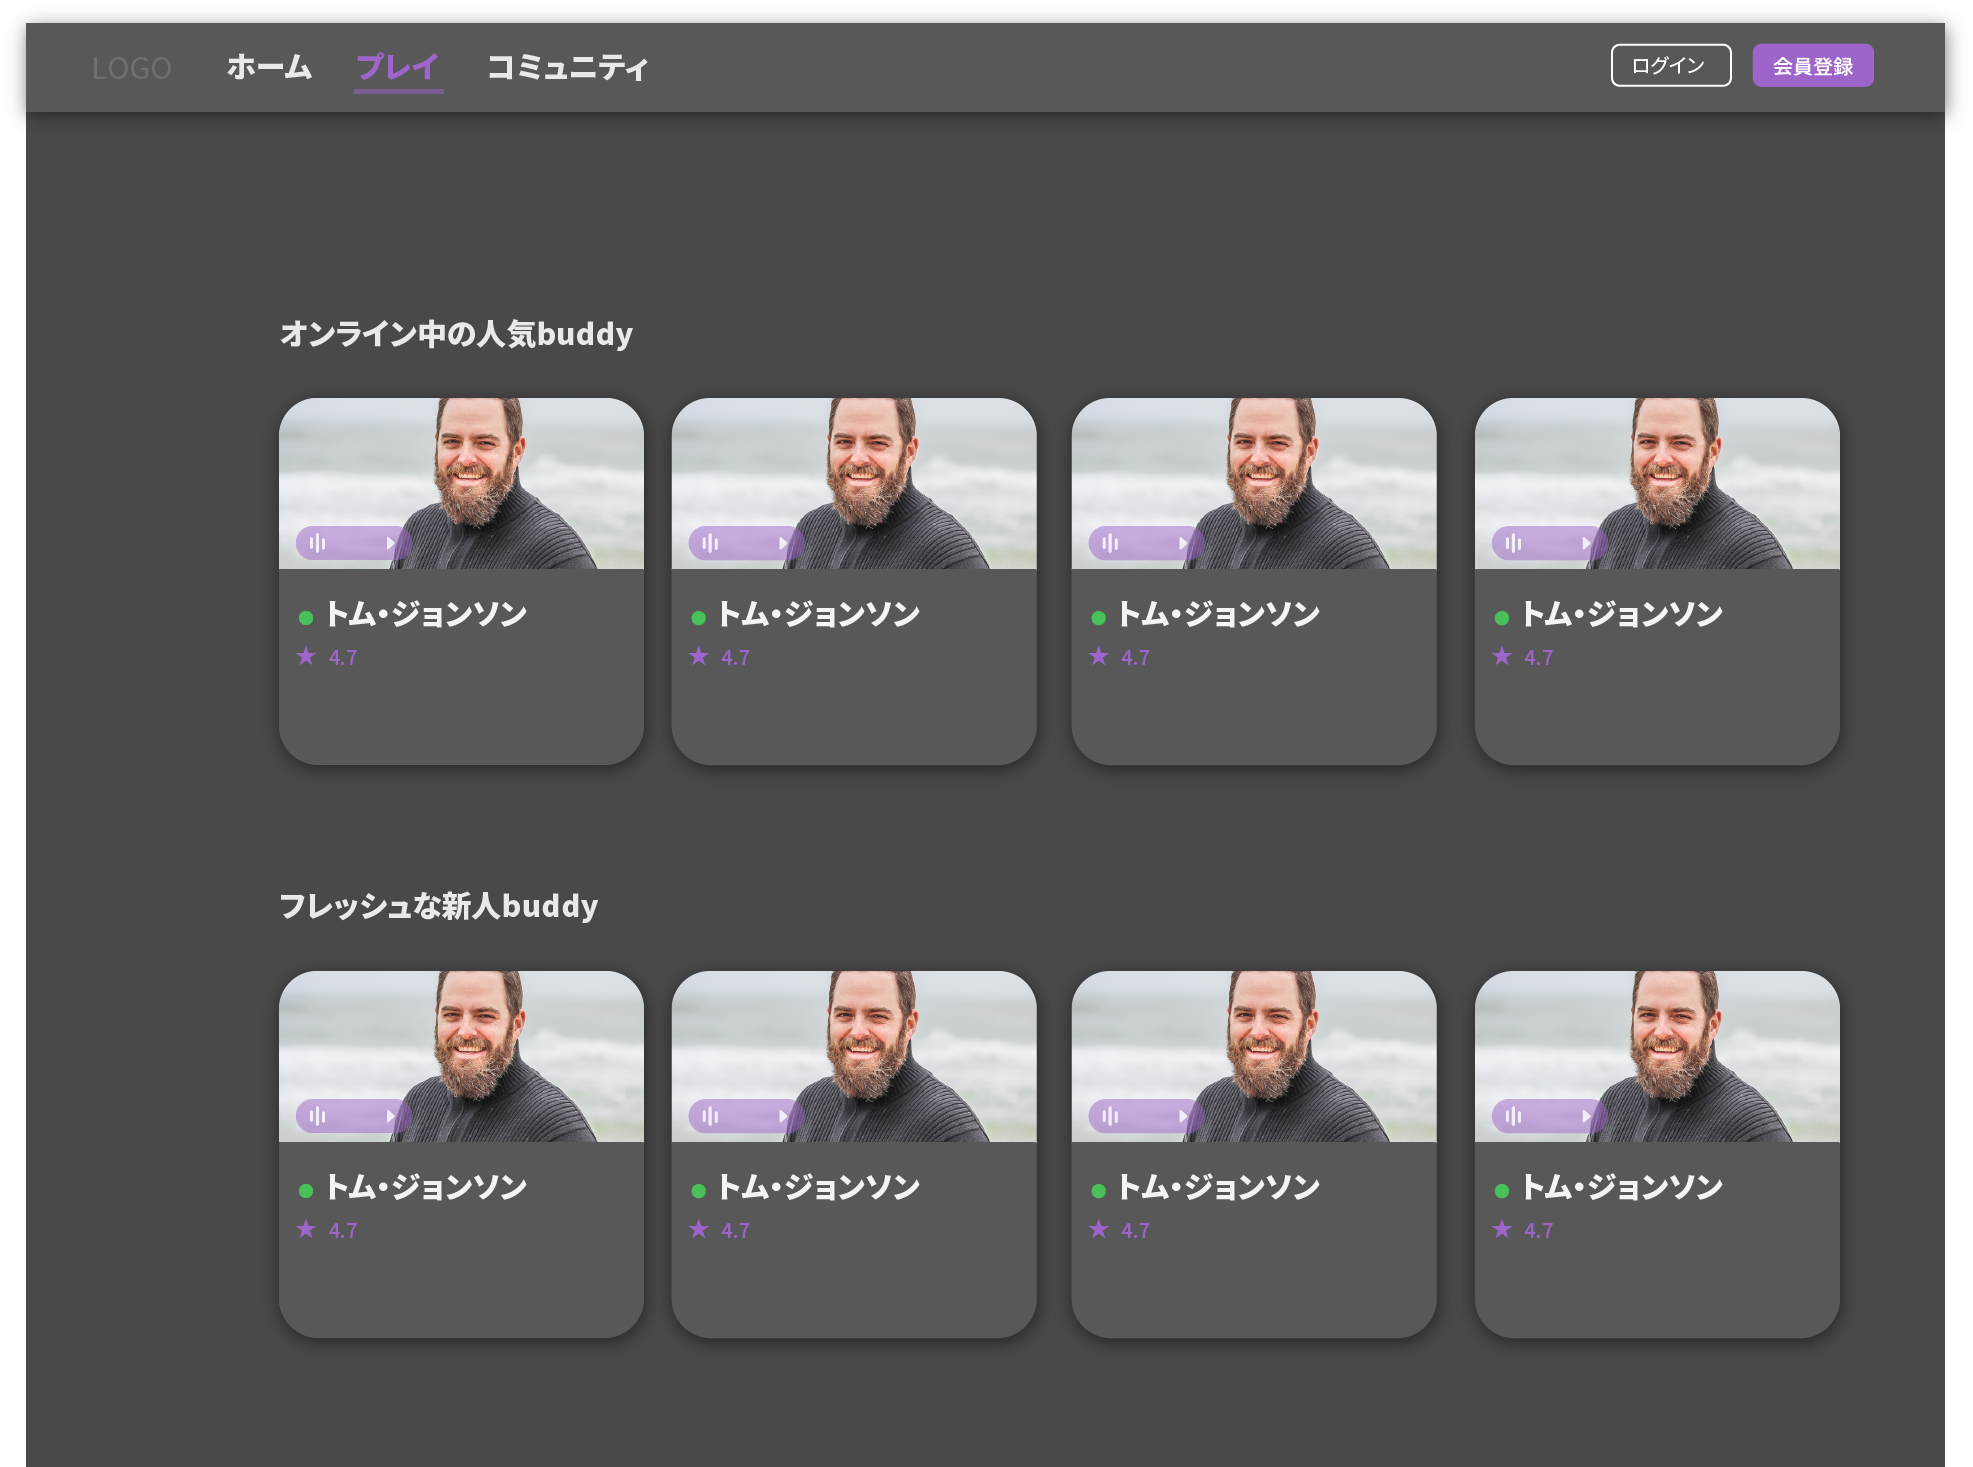 LOGO ホーム プレイ コミュニティ ログイン 会員登録
オンライン中の人気buddy
トム・ジョンソン トム・ジョンソン トム・ジョンソン トム・ジョンソン
★ 4.7 ★ 4.7 ★ 4.7 ★ 4.7
フレッシュな新人buddy
トム・ジョンソン トム・ジョンソン トム・ジョンソン トム・ジョンソン
★ 4.7 ★ 4.7 ★ 4.7 ★ 4.7